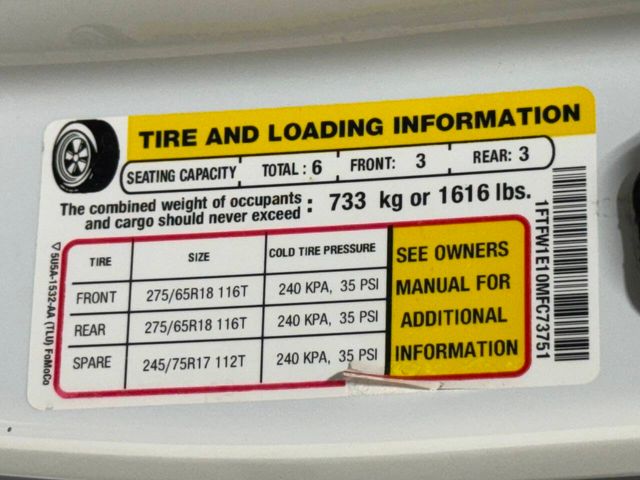 TIRE AND LOADING INFORMATION
SEATING CAPACITY TOTAL : 6 FRONT: 3 REAR: 3
The combined weight of occupants
and cargo should never exceed : 733 kg or 1616 lbs.
TIRE SIZE COLD TIRE PRESSURE
FRONT 275/65R18 116T 240 KPA, 35 PSI
REAR 275/65R18 116T 240 KPA, 35 PSI
SPARE 245/75R17 112T 240 KPA, 35 PSI
SEE OWNERS
MANUAL FOR
ADDITIONAL
INFORMATION
5U5A-1532-AA (TLU) FoMoCo
1FTFW1E10MFC73751